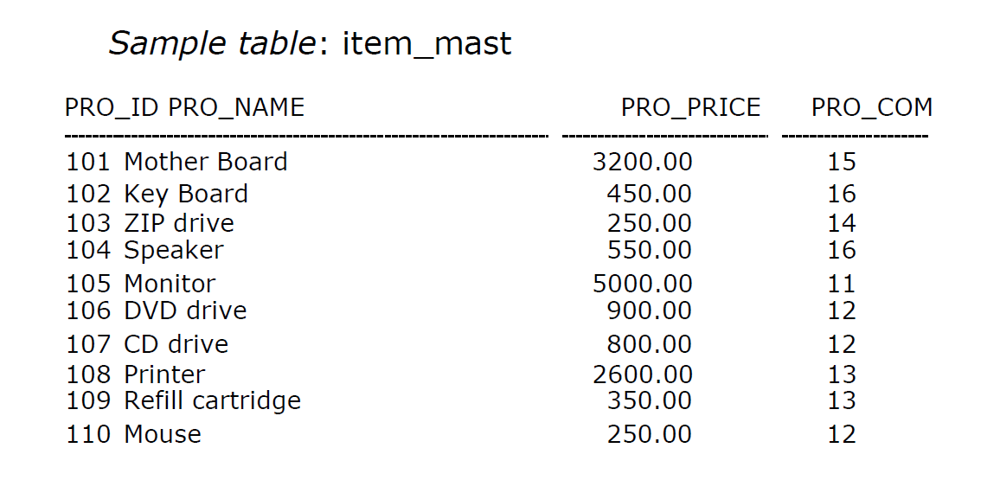 Sample table: item_mast
PRO_ID PRO_NAME PRO_PRICE PRO_COM
101 Mother Board 3200.00 15
102 Key Board 450.00 16
103 ZIP drive 250.00 14
104 Speaker 550.00 16
105 Monitor 5000.00 11
106 DVD drive 900.00 12
107 CD drive 800.00 12
108 Printer 2600.00 13
109 Refill cartridge 350.00 13
110 Mouse 250.00 12